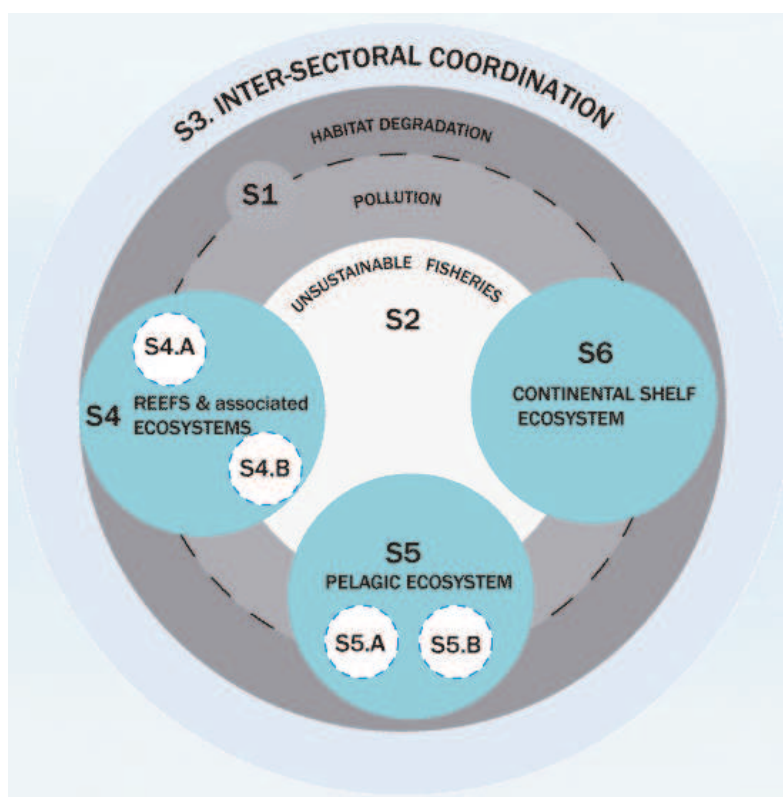 S3. INTER-SECTORAL COORDINATION
HABITAT DEGRADATION
S1
POLLUTION
UNSUSTAINABLE FISHERIES
S2
S4.A
S4
REEFS & associated
ECOSYSTEMS
S4.B
S6
CONTINENTAL SHELF
ECOSYSTEM
S5
PELAGIC ECOSYSTEM
S5.A
S5.B